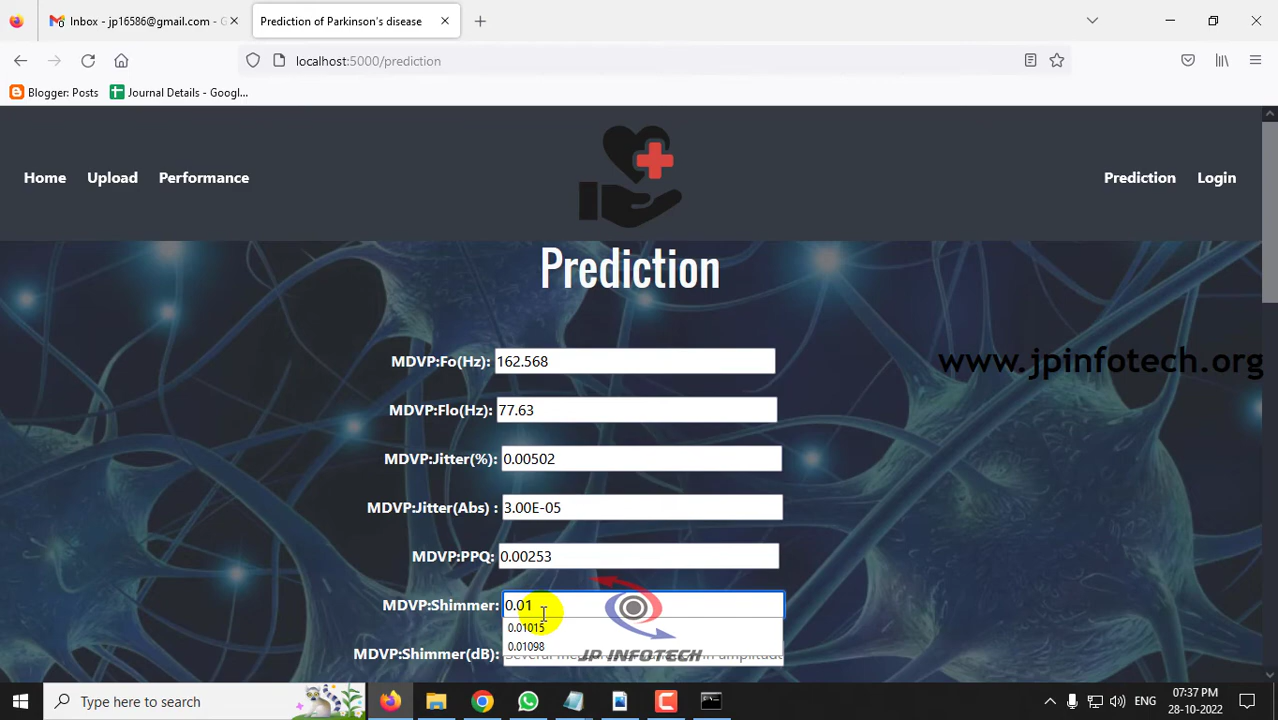 Inbox - jp16586@gmail.com - G
Prediction of Parkinson's disease
localhost:5000/prediction
Blogger: Posts
Journal Details - Googl...
Home
Upload
Performance
Prediction
Login
Prediction
MDVP:Fo(Hz): 162.568
www.jpinfotech.org
MDVP:Flo(Hz): 77.63
MDVP:Jitter(%): 0.00502
MDVP:Jitter(Abs) : 3.00E-05
MDVP:PPQ: 0.00253
MDVP:Shimmer: 0.01
0.01015
0.01098
MDVP:Shimmer(dB):
JP INFOTECH
Type here to search
ENG
07:37 PM
28-10-2022